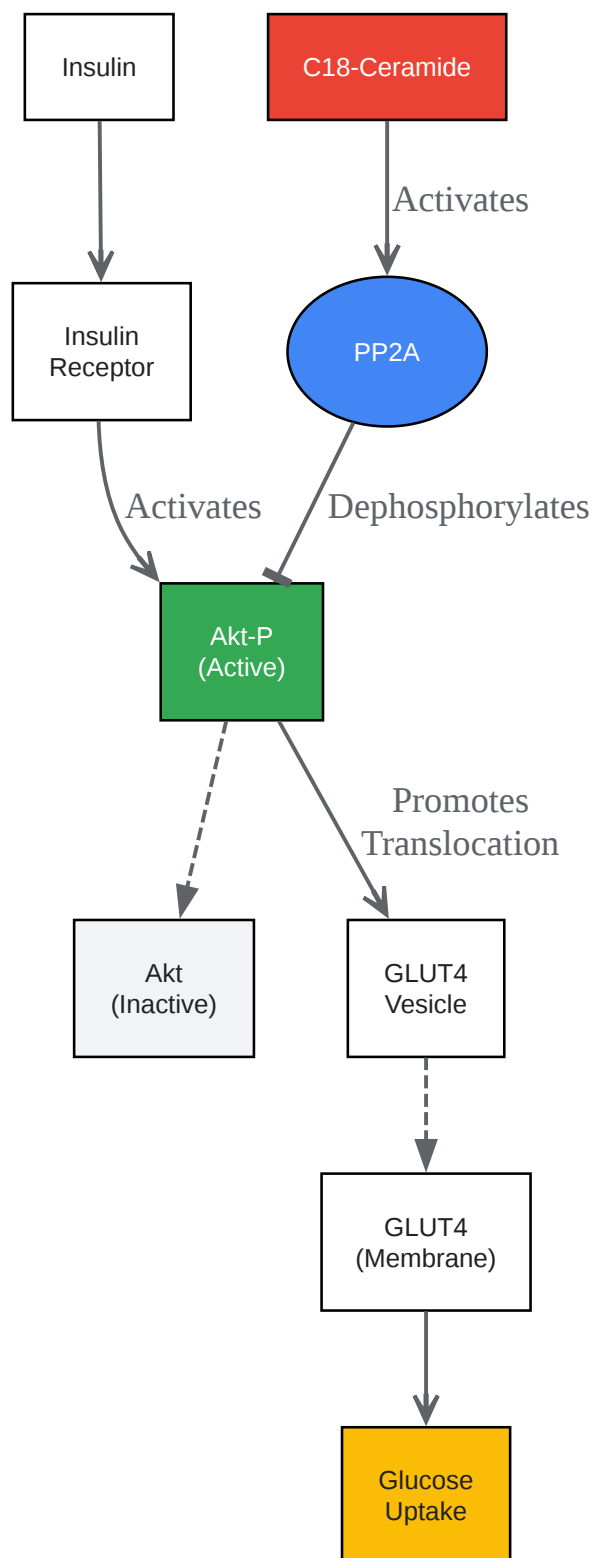 Insulin
C18-Ceramide
Activates
Insulin
Receptor
PP2A
Activates
Dephosphorylates
Akt-P
(Active)
Promotes
Translocation
Akt
(Inactive)
GLUT4
Vesicle
GLUT4
(Membrane)
Glucose
Uptake